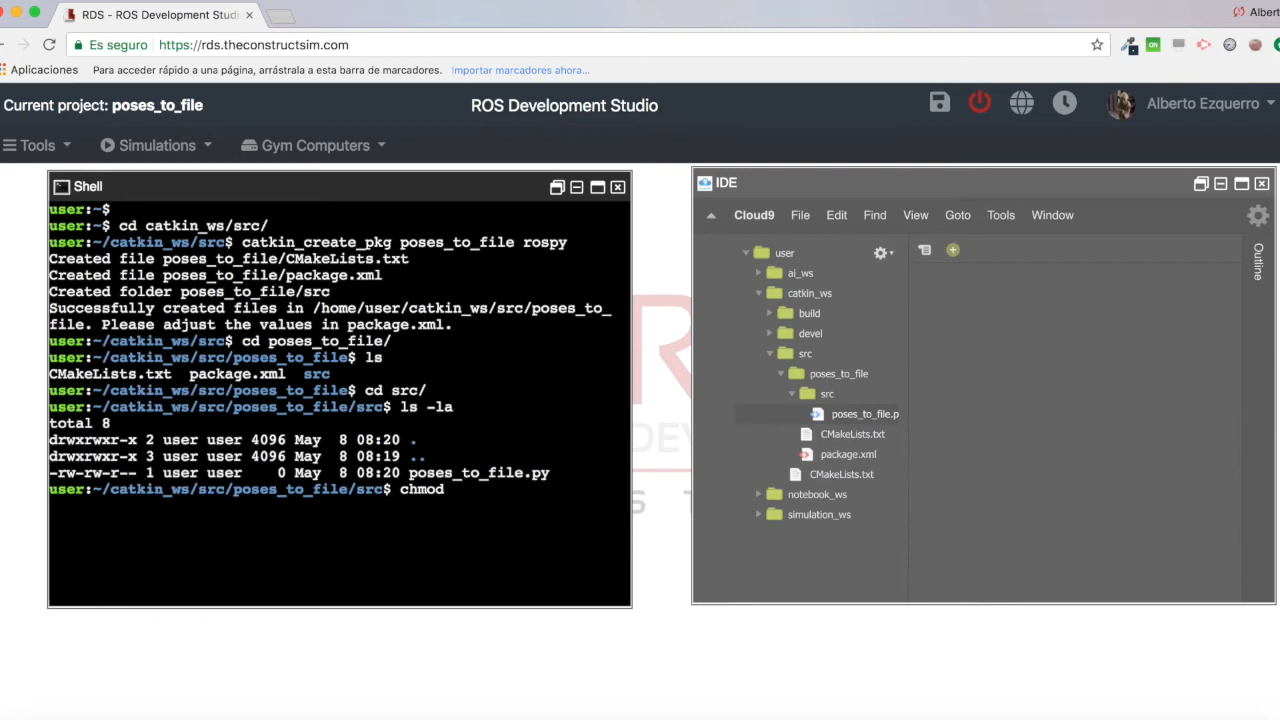 RDS - ROS Development Studi
Alberto
Es seguro
https://rds.theconstructsim.com
ON
Aplicaciones
Para acceder rápido a una página, arrástrala a esta barra de marcadores.
Importar marcadores ahora...
Current project: poses_to_file
ROS Development Studio
Alberto Ezquerro
Tools
Simulations
Gym Computers
Shell
user:~$
user:~$ cd catkin_ws/src/
user:~/catkin_ws/src$ catkin_create_pkg poses_to_file rospy
Created file poses_to_file/CMakeLists.txt
Created file poses_to_file/package.xml
Created folder poses_to_file/src
Successfully created files in /home/user/catkin_ws/src/poses_to_
file. Please adjust the values in package.xml.
user:~/catkin_ws/src$ cd poses_to_file/
user:~/catkin_ws/src/poses_to_file$ ls
CMakeLists.txt  package.xml  src
user:~/catkin_ws/src/poses_to_file$ cd src/
user:~/catkin_ws/src/poses_to_file/src$ ls -la
total 8
drwxrwxr-x 2 user user 4096 May  8 08:20 .
drwxrwxr-x 3 user user 4096 May  8 08:19 ..
-rw-rw-r-- 1 user user    0 May  8 08:20 poses_to_file.py
user:~/catkin_ws/src/poses_to_file/src$ chmod
IDE
Cloud9
File
Edit
Find
View
Goto
Tools
Window
Outline
user
ai_ws
catkin_ws
build
devel
src
poses_to_file
src
poses_to_file.p
CMakeLists.txt
package.xml
CMakeLists.txt
notebook_ws
simulation_ws